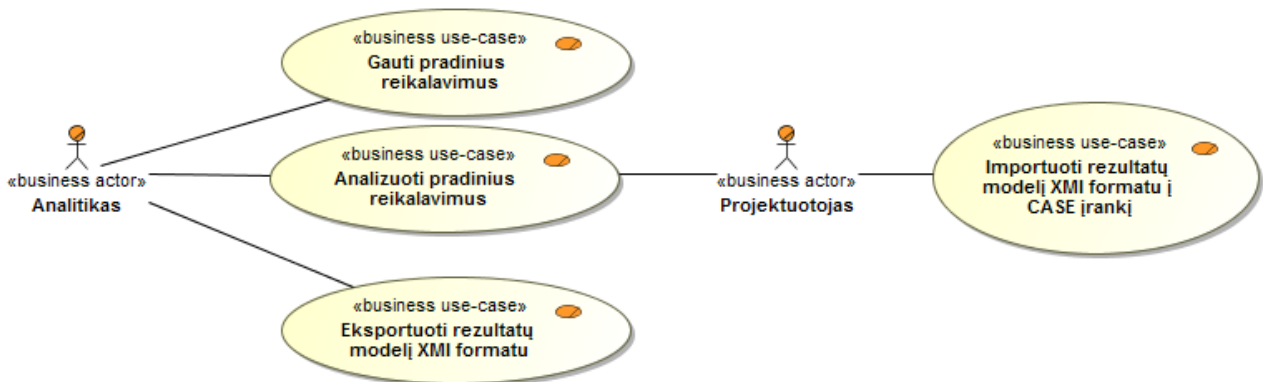 «business use-case»
Gauti pradinius
reikalavimus
«business actor»
Analitikas
«business use-case»
Analizuoti pradinius
reikalavimus
«business actor»
Projektuotojas
«business use-case»
Importuoti rezultatų
modelį XMI formatu į
CASE įrankį
«business use-case»
Eksportuoti rezultatų
modelį XMI formatu